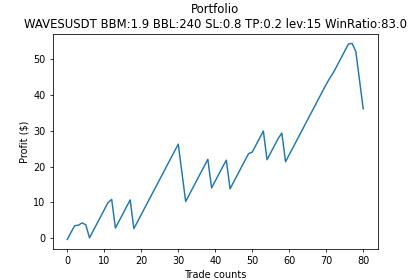 Portfolio
WAVESUSDT BBM:1.9 BBL:240 SL:0.8 TP:0.2 lev:15 WinRatio:83.0
50
40
30
20
10
0
Profit ($)
0 10 20 30 40 50 60 70 80
Trade counts